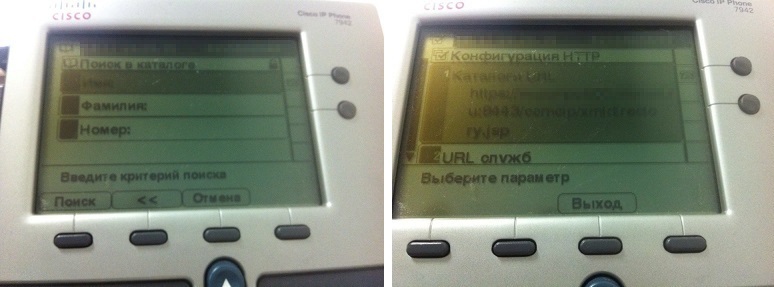 CISCO
Cisco IP Phone
7942
Поиск в каталоге
Имя:
Фамилия:
Номер:
Введите критерий поиска
Поиск << Отмена
CISCO
Cisco IP Phone
7942
Конфигурация HTTP
Каталоги URL
https://
u:8443/ccmcip/xmldirecto
ry.jsp
URL служб
Выберите параметр
Выход